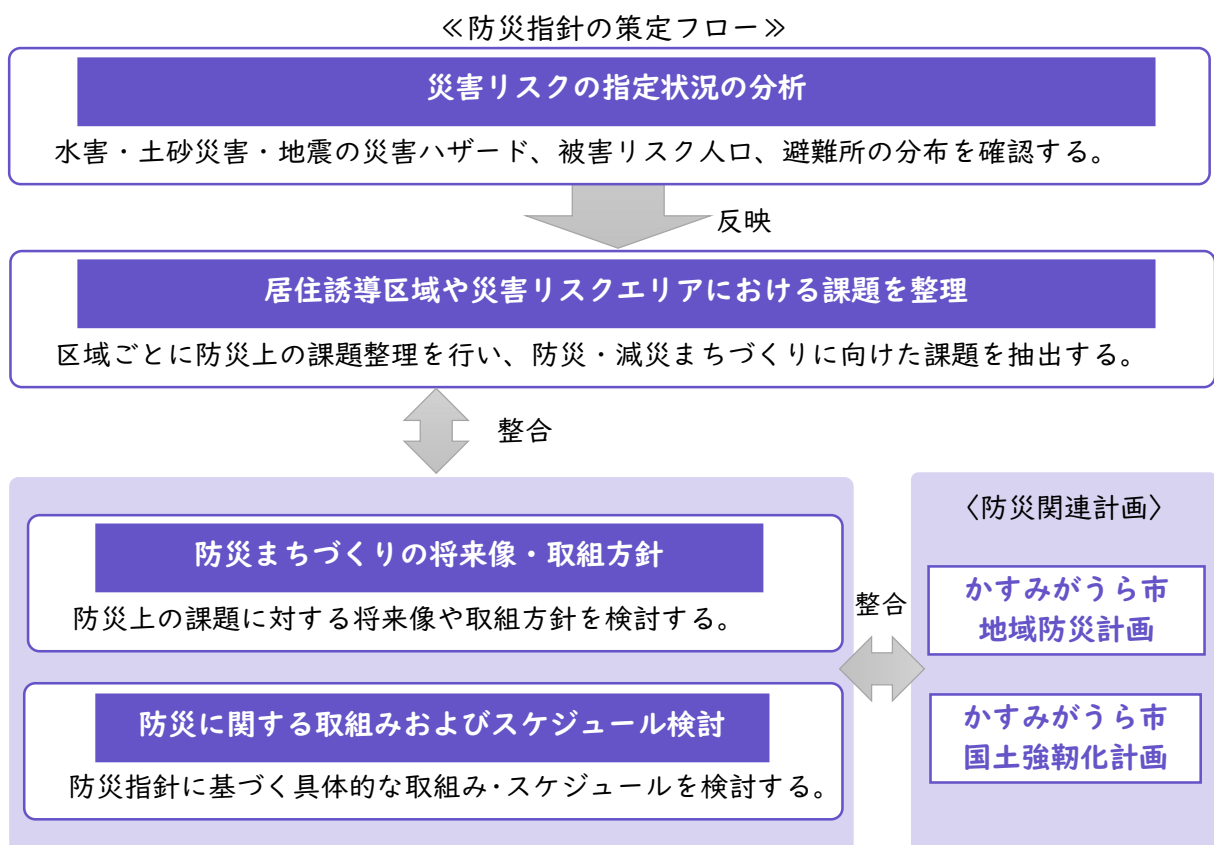 ≪防災指針の策定フロー≫
災害リスクの指定状況の分析
水害・土砂災害・地震の災害ハザード、被害リスク人口、避難所の分布を確認する。
反映
居住誘導区域や災害リスクエリアにおける課題を整理
区域ごとに防災上の課題整理を行い、防災・減災まちづくりに向けた課題を抽出する。
整合
防災まちづくりの将来像・取組方針
防災上の課題に対する将来像や取組方針を検討する。
防災に関する取組みおよびスケジュール検討
防災指針に基づく具体的な取組み・スケジュールを検討する。
整合
〈防災関連計画〉
かすみがうら市
地域防災計画
かすみがうら市
国土強靭化計画